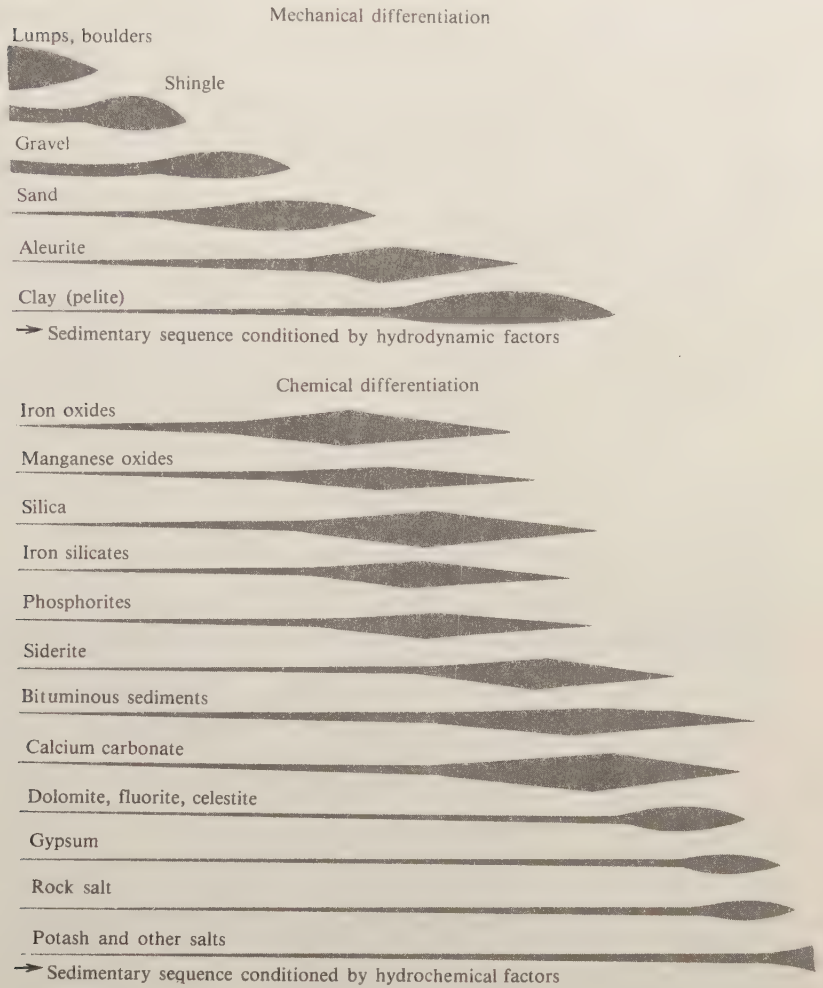 Mechanical differentiation
Lumps, boulders
Shingle
Gravel
Sand
Aleurite
Clay (pelite)
→ Sedimentary sequence conditioned by hydrodynamic factors
Chemical differentiation
Iron oxides
Manganese oxides
Silica
Iron silicates
Phosphorites
Siderite
Bituminous sediments
Calcium carbonate
Dolomite, fluorite, celestite
Gypsum
Rock salt
Potash and other salts
→ Sedimentary sequence conditioned by hydrochemical factors